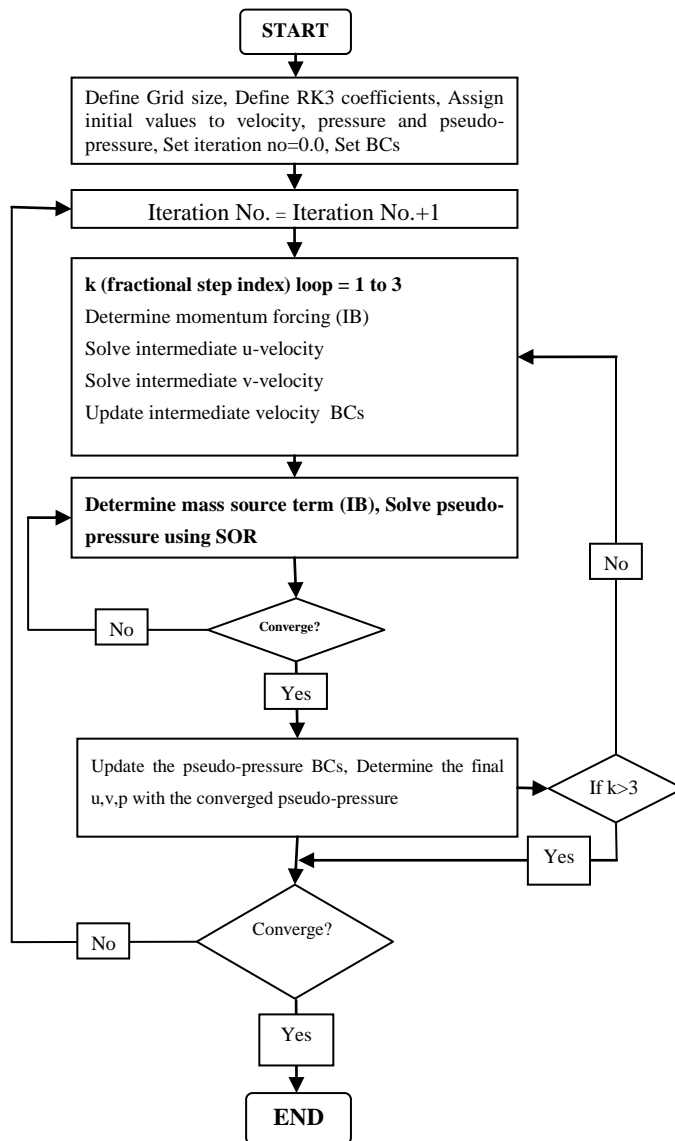 START
Define Grid size, Define RK3 coefficients, Assign
initial values to velocity, pressure and pseudo-
pressure, Set iteration no=0.0, Set BCs
Iteration No. = Iteration No.+1
k (fractional step index) loop = 1 to 3
Determine momentum forcing (IB)
Solve intermediate u-velocity
Solve intermediate v-velocity
Update intermediate velocity BCs
Determine mass source term (IB), Solve pseudo-
pressure using SOR
No
No
Converge?
Yes
Update the pseudo-pressure BCs, Determine the final
u,v,p with the converged pseudo-pressure
If k>3
Yes
Converge?
No
Yes
END